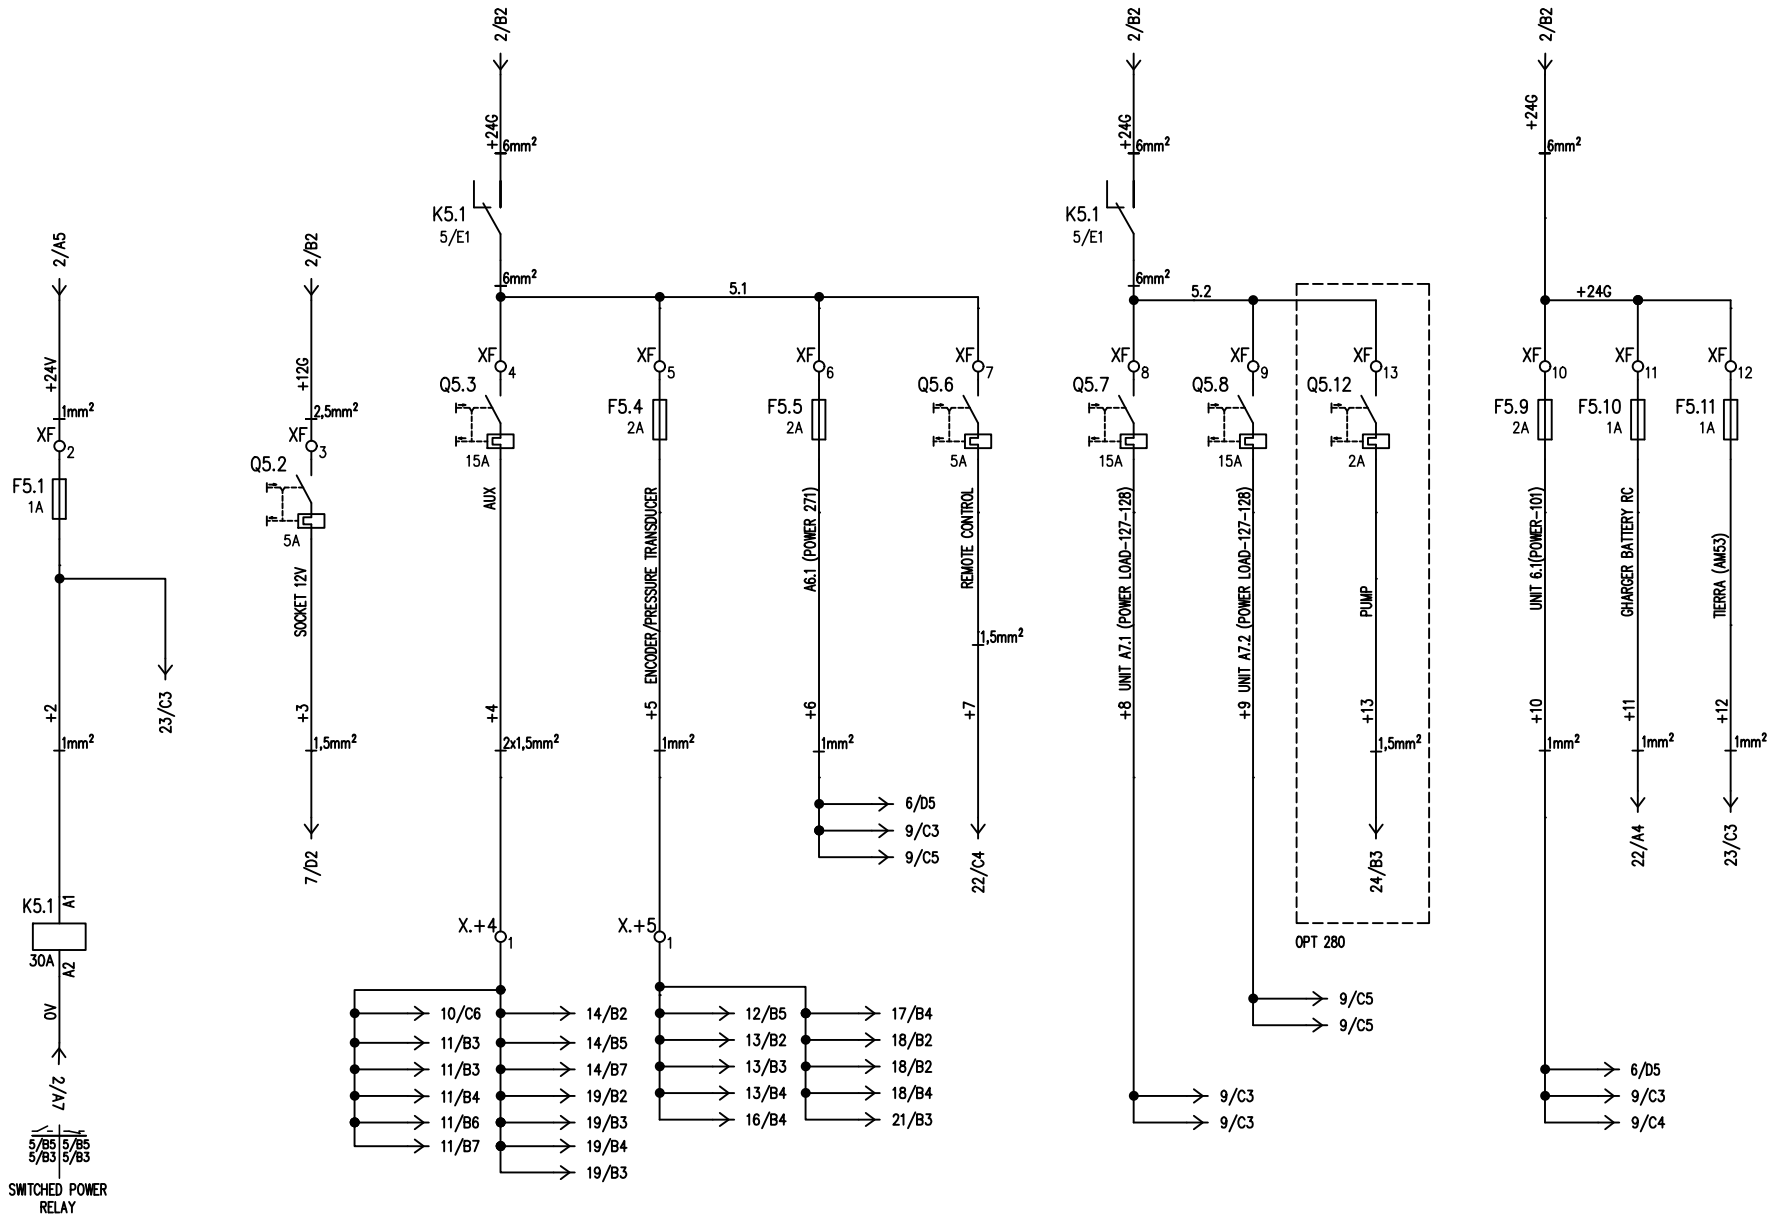 2/A5
+24V
1mm²
XF
2
F5.1
1A
23/C3
+2
1mm²
K5.1
A1
30A
A2
0V
2/A7
5/B5 5/B5
5/B3 5/B3
SWITCHED POWER
RELAY
2/B2
+12G
2,5mm²
XF
3
Q5.2
5A
SOCKET 12V
+3
1,5mm²
7/D2
2/B2
+24G
6mm²
K5.1
5/E1
6mm²
5.1
XF
4
Q5.3
15A
AUX
+4
2x1,5mm²
X.+4
1
10/C6
11/B3
11/B3
11/B4
11/B6
11/B7
14/B2
14/B5
14/B7
19/B2
19/B3
19/B4
19/B3
XF
5
F5.4
2A
ENCODER/PRESSURE TRANSDUCER
+5
1mm²
X.+5
1
12/B5
13/B2
13/B3
13/B4
16/B4
17/B4
18/B2
18/B2
18/B4
21/B3
XF
6
F5.5
2A
A6.1 (POWER 271)
+6
1mm²
6/D5
9/C3
9/C5
XF
7
Q5.6
5A
REMOTE CONTROL
1,5mm²
+7
22/C4
2/B2
+24G
6mm²
K5.1
5/E1
6mm²
5.2
XF
8
Q5.7
15A
UNIT A7.1 (POWER LOAD-127-128)
+8
9/C3
9/C3
XF
9
Q5.8
15A
UNIT A7.2 (POWER LOAD-127-128)
+9
9/C5
9/C5
XF
13
Q5.12
2A
PUMP
+13
1,5mm²
24/B3
OPT 280
2/B2
+24G
6mm²
+24G
XF
10
F5.9
2A
UNIT 6.1(POWER-101)
+10
1mm²
6/D5
9/C3
9/C4
XF
11
F5.10
1A
GHARGER BATTERY RC
+11
1mm²
22/A4
XF
12
F5.11
1A
TIERRA (AM53)
+12
1mm²
23/C3